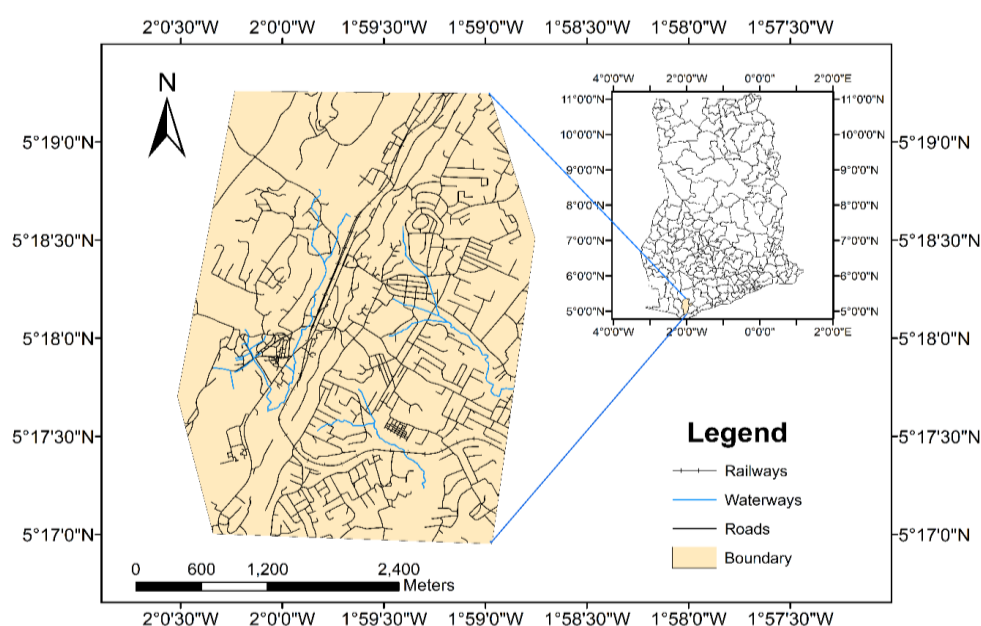 2°0'30"W 2°0'0"W 1°59'30"W 1°59'0"W 1°58'30"W 1°58'0"W 1°57'30"W
N
4°0'0"W 2°0'0"W 0°0'0" 2°0'0"E
11°0'0"N 11°0'0"N
10°0'0"N 10°0'0"N
9°0'0"N 9°0'0"N
8°0'0"N 8°0'0"N
7°0'0"N 7°0'0"N
6°0'0"N 6°0'0"N
5°0'0"N 5°0'0"N
4°0'0"W 2°0'0"W 0°0'0" 2°0'0"E
5°19'0"N 5°19'0"N
5°18'30"N 5°18'30"N
5°18'0"N 5°18'0"N
5°17'30"N 5°17'30"N
5°17'0"N 5°17'0"N
Legend
Railways
Waterways
Roads
Boundary
0 600 1,200 2,400
Meters
2°0'30"W 2°0'0"W 1°59'30"W 1°59'0"W 1°58'30"W 1°58'0"W 1°57'30"W